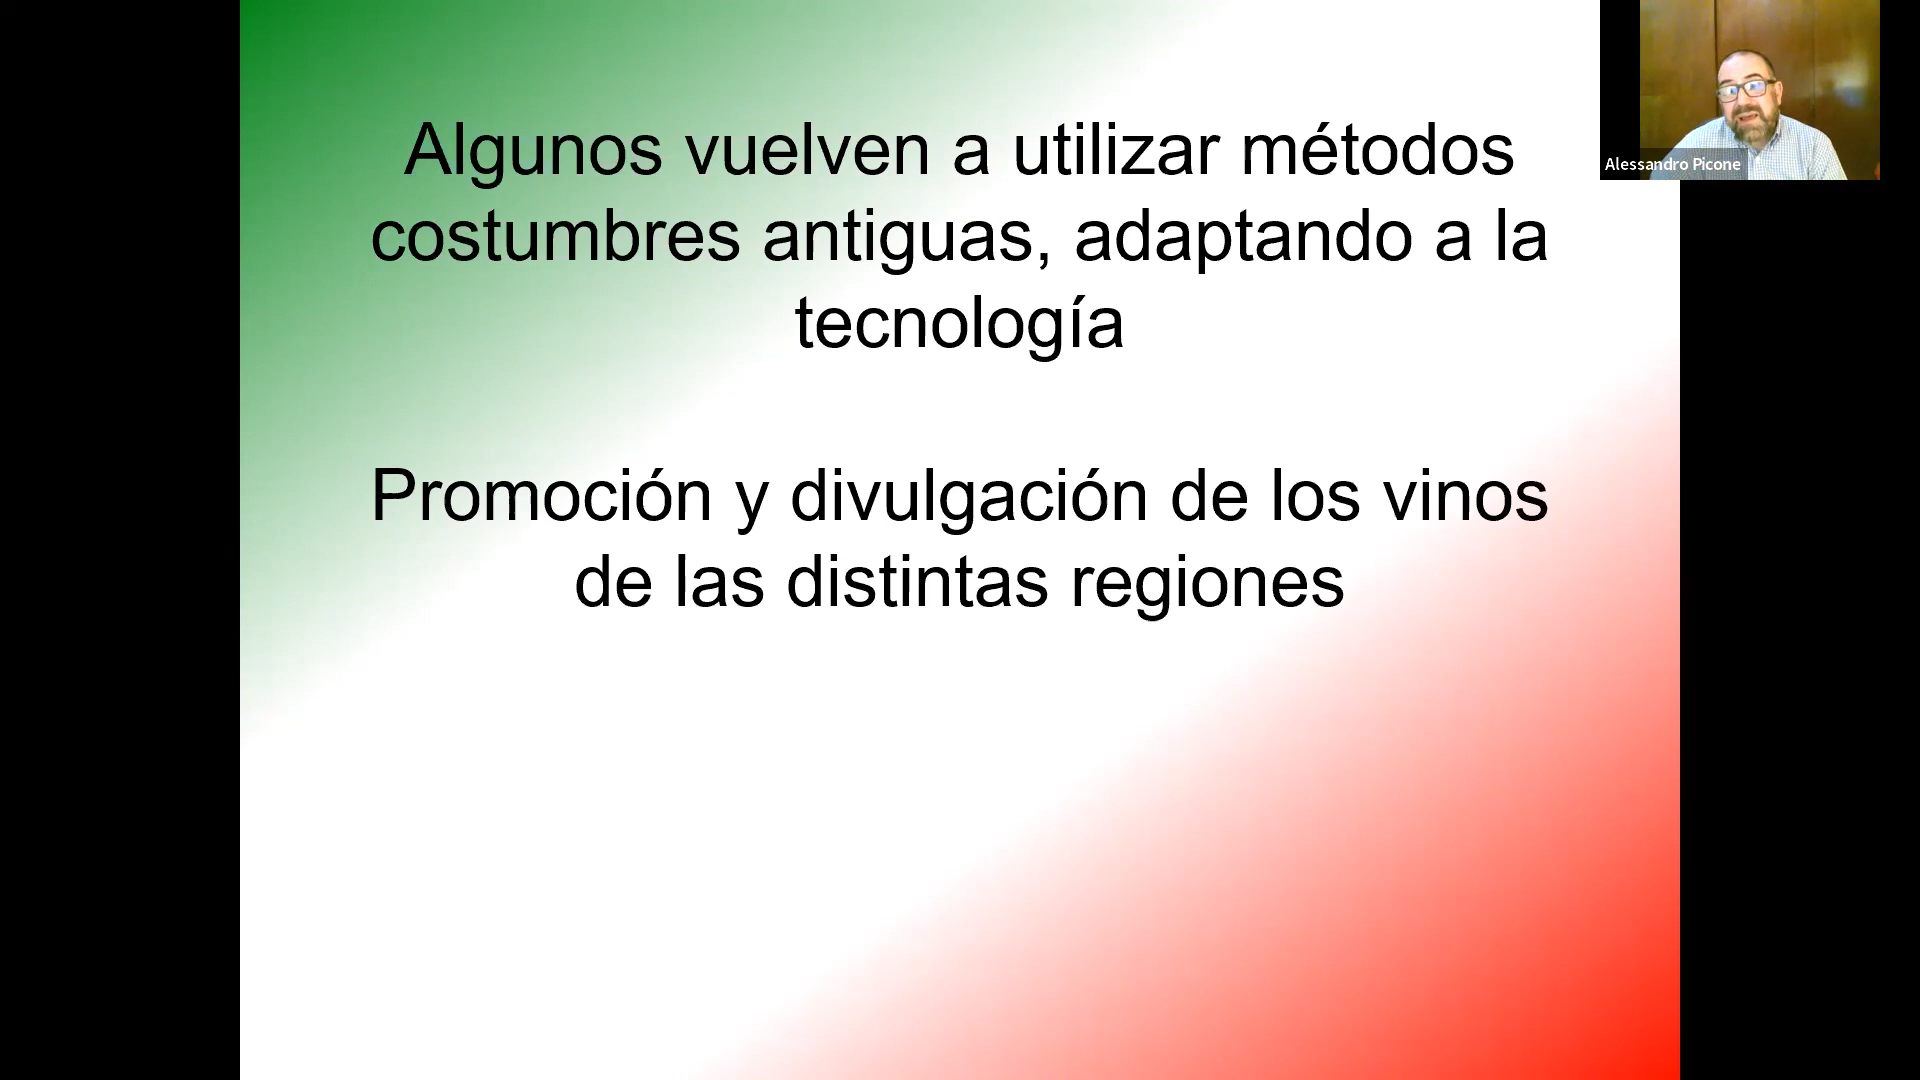 Algunos vuelven a utilizar métodos
costumbres antiguas, adaptando a la
tecnología
Promoción y divulgación de los vinos
de las distintas regiones
Alessandro Picone